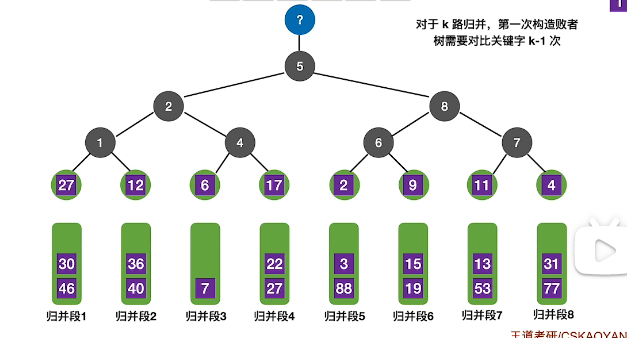 1
?
对于 k 路归并，第一次构造败者
树需要对比关键字 k-1 次
5
2 8
1 4 6 7
27 12 6 17 2 9 11 4
30 36 22 3 15 13 31
46 40 7 27 88 19 53 77
归并段1 归并段2 归并段3 归并段4 归并段5 归并段6 归并段7 归并段8
王道考研/CSKAOYAN